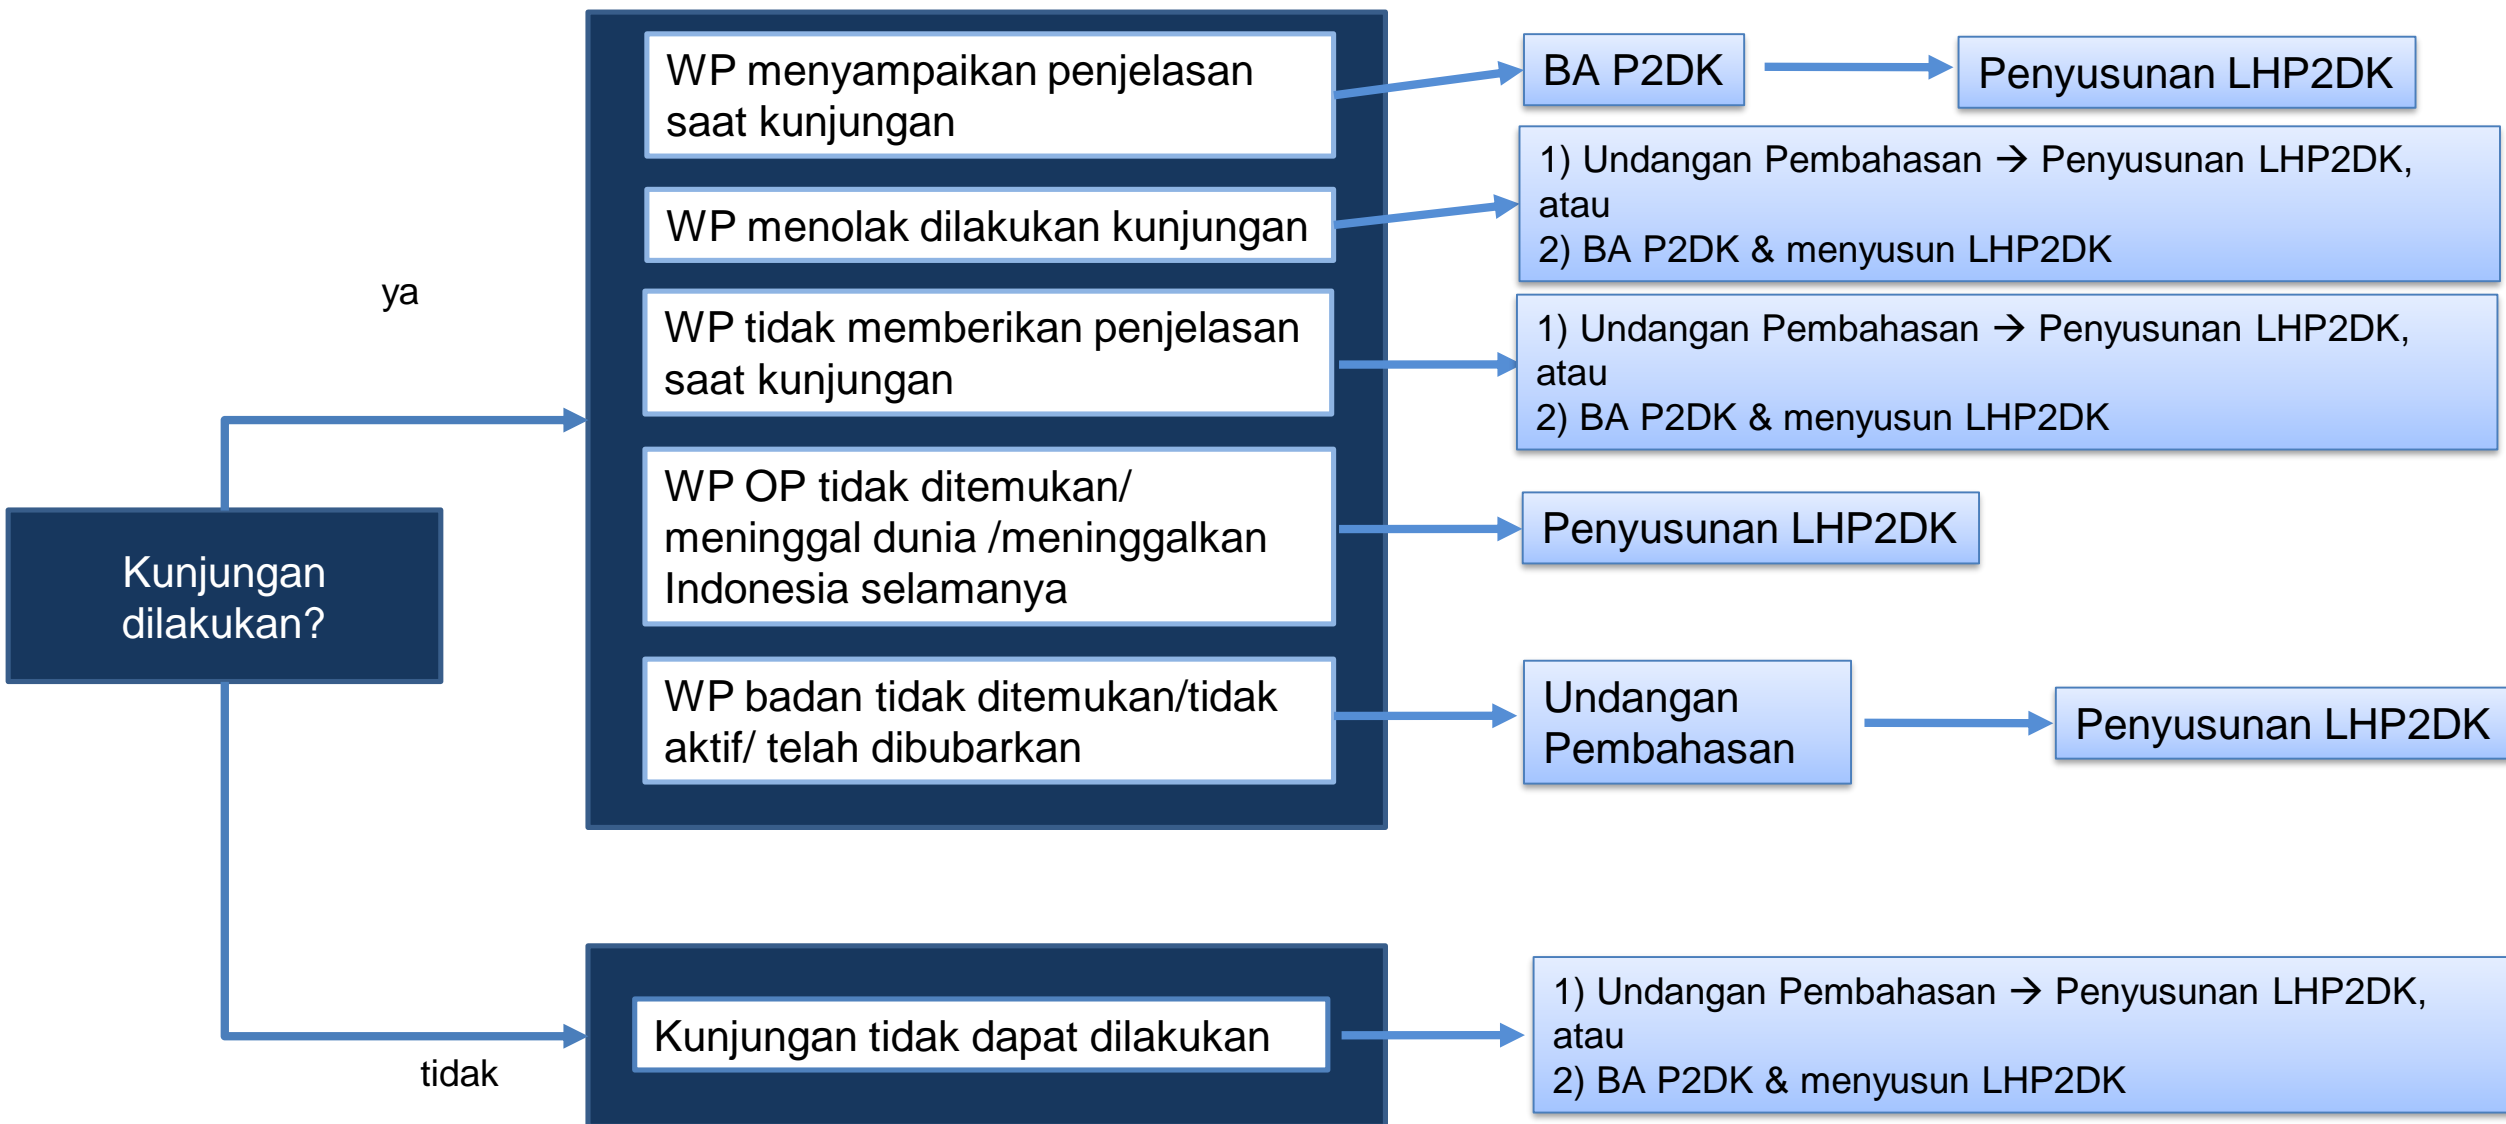 WP menyampaikan penjelasan
saat kunjungan
BA P2DK
Penyusunan LHP2DK
WP menolak dilakukan kunjungan
1) Undangan Pembahasan → Penyusunan LHP2DK,
atau
2) BA P2DK & menyusun LHP2DK
ya
WP tidak memberikan penjelasan
saat kunjungan
1) Undangan Pembahasan → Penyusunan LHP2DK,
atau
2) BA P2DK & menyusun LHP2DK
WP OP tidak ditemukan/
meninggal dunia /meninggalkan
Indonesia selamanya
Penyusunan LHP2DK
Kunjungan
dilakukan?
WP badan tidak ditemukan/tidak
aktif/ telah dibubarkan
Undangan
Pembahasan
Penyusunan LHP2DK
tidak
Kunjungan tidak dapat dilakukan
1) Undangan Pembahasan → Penyusunan LHP2DK,
atau
2) BA P2DK & menyusun LHP2DK